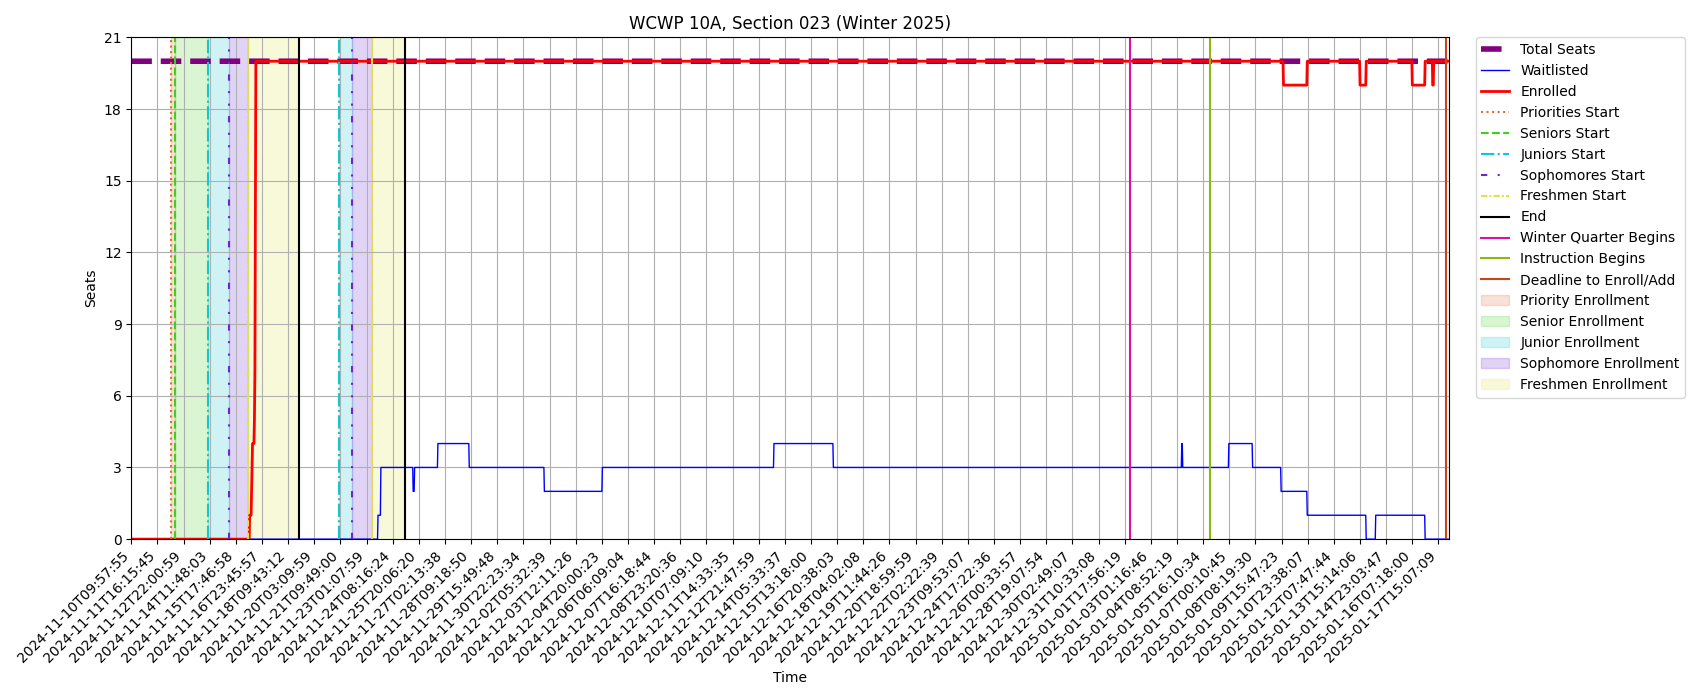 WCWP 10A, Section 023 (Winter 2025)
Seats
21
18
15
12
9
6
3
0
2024-11-10T09:57:55
2024-11-11T16:15:45
2024-11-12T22:00:59
2024-11-14T11:48:03
2024-11-15T17:46:58
2024-11-16T23:45:57
2024-11-18T09:43:12
2024-11-20T03:09:59
2024-11-21T09:49:00
2024-11-23T01:07:59
2024-11-24T08:16:24
2024-11-25T20:06:20
2024-11-27T02:13:38
2024-11-28T09:18:50
2024-11-29T15:49:48
2024-11-30T22:23:34
2024-12-02T05:32:39
2024-12-03T12:11:26
2024-12-04T20:00:23
2024-12-06T06:09:04
2024-12-07T16:18:44
2024-12-08T23:20:36
2024-12-10T07:09:10
2024-12-11T14:33:35
2024-12-12T21:47:59
2024-12-14T05:33:37
2024-12-15T13:18:00
2024-12-16T20:38:03
2024-12-18T04:02:08
2024-12-19T11:44:26
2024-12-20T18:59:59
2024-12-22T02:22:39
2024-12-23T09:53:07
2024-12-24T17:22:36
2024-12-26T00:33:57
2024-12-28T19:07:54
2024-12-30T02:49:07
2024-12-31T10:33:08
2025-01-01T17:56:19
2025-01-03T01:16:46
2025-01-04T08:52:19
2025-01-05T16:10:34
2025-01-07T00:10:45
2025-01-08T08:19:30
2025-01-09T15:47:23
2025-01-10T23:38:07
2025-01-12T07:47:44
2025-01-13T15:14:06
2025-01-14T23:03:47
2025-01-16T07:18:00
2025-01-17T15:07:09
Time
Total Seats
Waitlisted
Enrolled
Priorities Start
Seniors Start
Juniors Start
Sophomores Start
Freshmen Start
End
Winter Quarter Begins
Instruction Begins
Deadline to Enroll/Add
Priority Enrollment
Senior Enrollment
Junior Enrollment
Sophomore Enrollment
Freshmen Enrollment